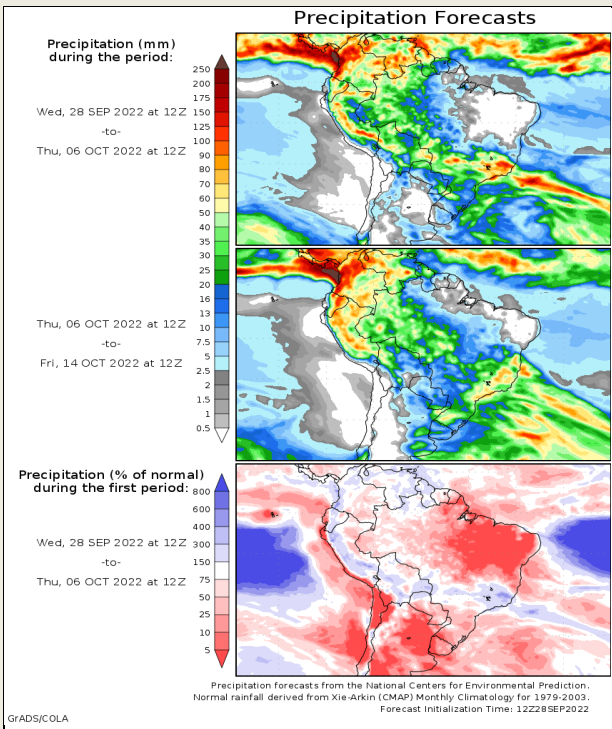 Precipitation Forecasts
Precipitation (mm)
during the period:
Wed, 28 SEP 2022 at 12Z
-to-
Thu, 06 OCT 2022 at 12Z
250
200
175
150
125
100
90
80
70
60
50
40
35
30
25
20
16
13
10
7.5
5
2.5
2
1.5
1
0.5
Thu, 06 OCT 2022 at 12Z
-to-
Fri, 14 OCT 2022 at 12Z
Precipitation (% of normal)
during the first period:
Wed, 28 SEP 2022 at 12Z
-to-
Thu, 06 OCT 2022 at 12Z
800
600
400
300
150
75
50
25
10
5
Precipitation forecasts from the National Centers for Environmental Prediction.
Normal rainfall derived from Xie-Arkin (CMAP) Monthly Climatology for 1979-2003.
Forecast Initialization Time: 12Z28SEP2022
GrADS/COLA